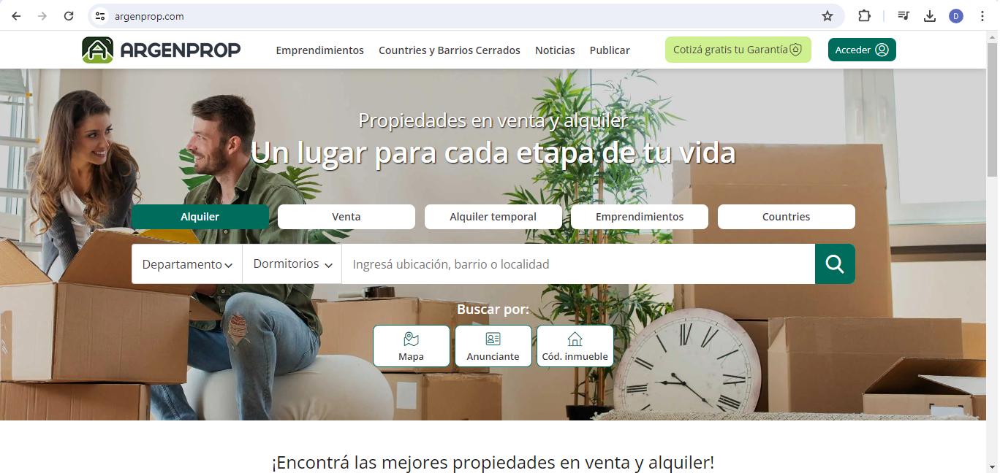 argenprop.com
D
ARGENPROP
Emprendimientos
Countries y Barrios Cerrados
Noticias
Publicar
Cotizá gratis tu Garantía
Acceder
Propiedades en venta y alquiler
Un lugar para cada etapa de tu vida
Alquiler
Venta
Alquiler temporal
Emprendimientos
Countries
Departamento
Dormitorios
Ingresá ubicación, barrio o localidad
Buscar por:
Mapa
Anunciante
Cód. inmueble
¡Encontrá las mejores propiedades en venta y alquiler!